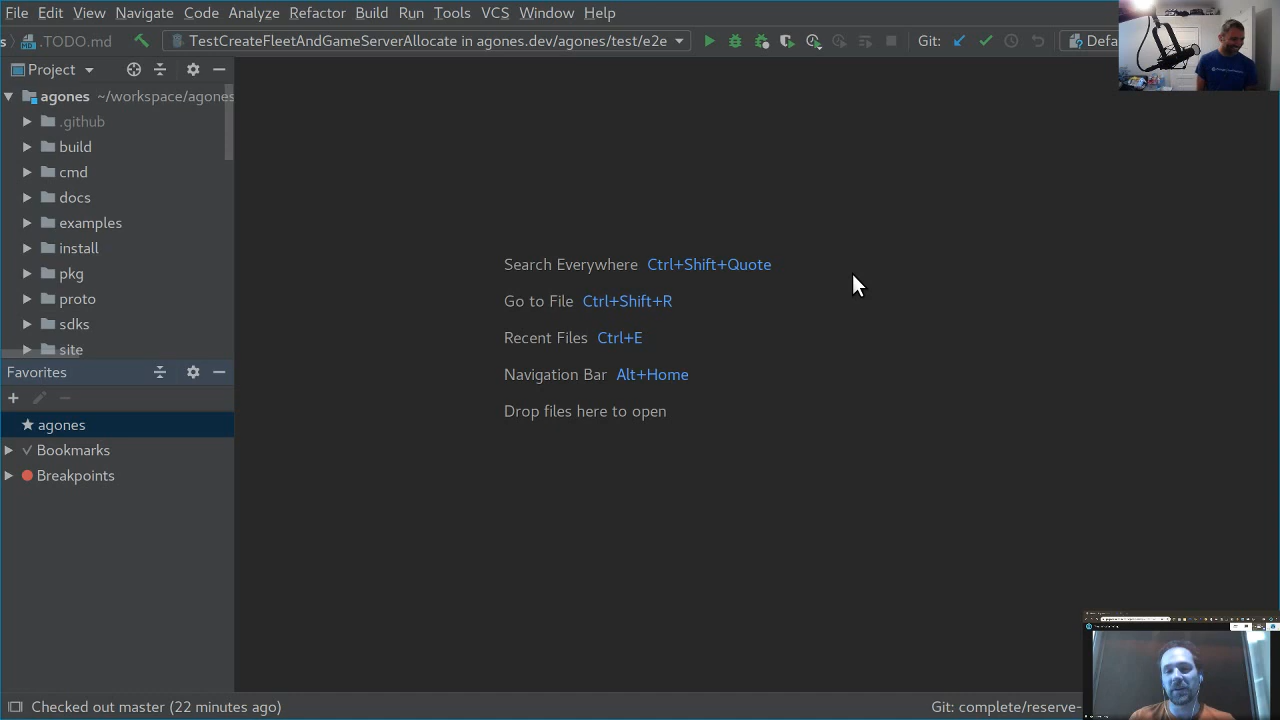 File Edit View Navigate Code Analyze Refactor Build Run Tools VCS Window Help
s .TODO.md TestCreateFleetAndGameServerAllocate in agones.dev/agones/test/e2e Git: Defa
Project
agones ~/workspace/agones
.github
build
cmd
docs
examples
install
pkg
proto
sdks
site
Favorites
agones
Bookmarks
Breakpoints
Search Everywhere Ctrl+Shift+Quote
Go to File Ctrl+Shift+R
Recent Files Ctrl+E
Navigation Bar Alt+Home
Drop files here to open
Checked out master (22 minutes ago) Git: complete/reserve-